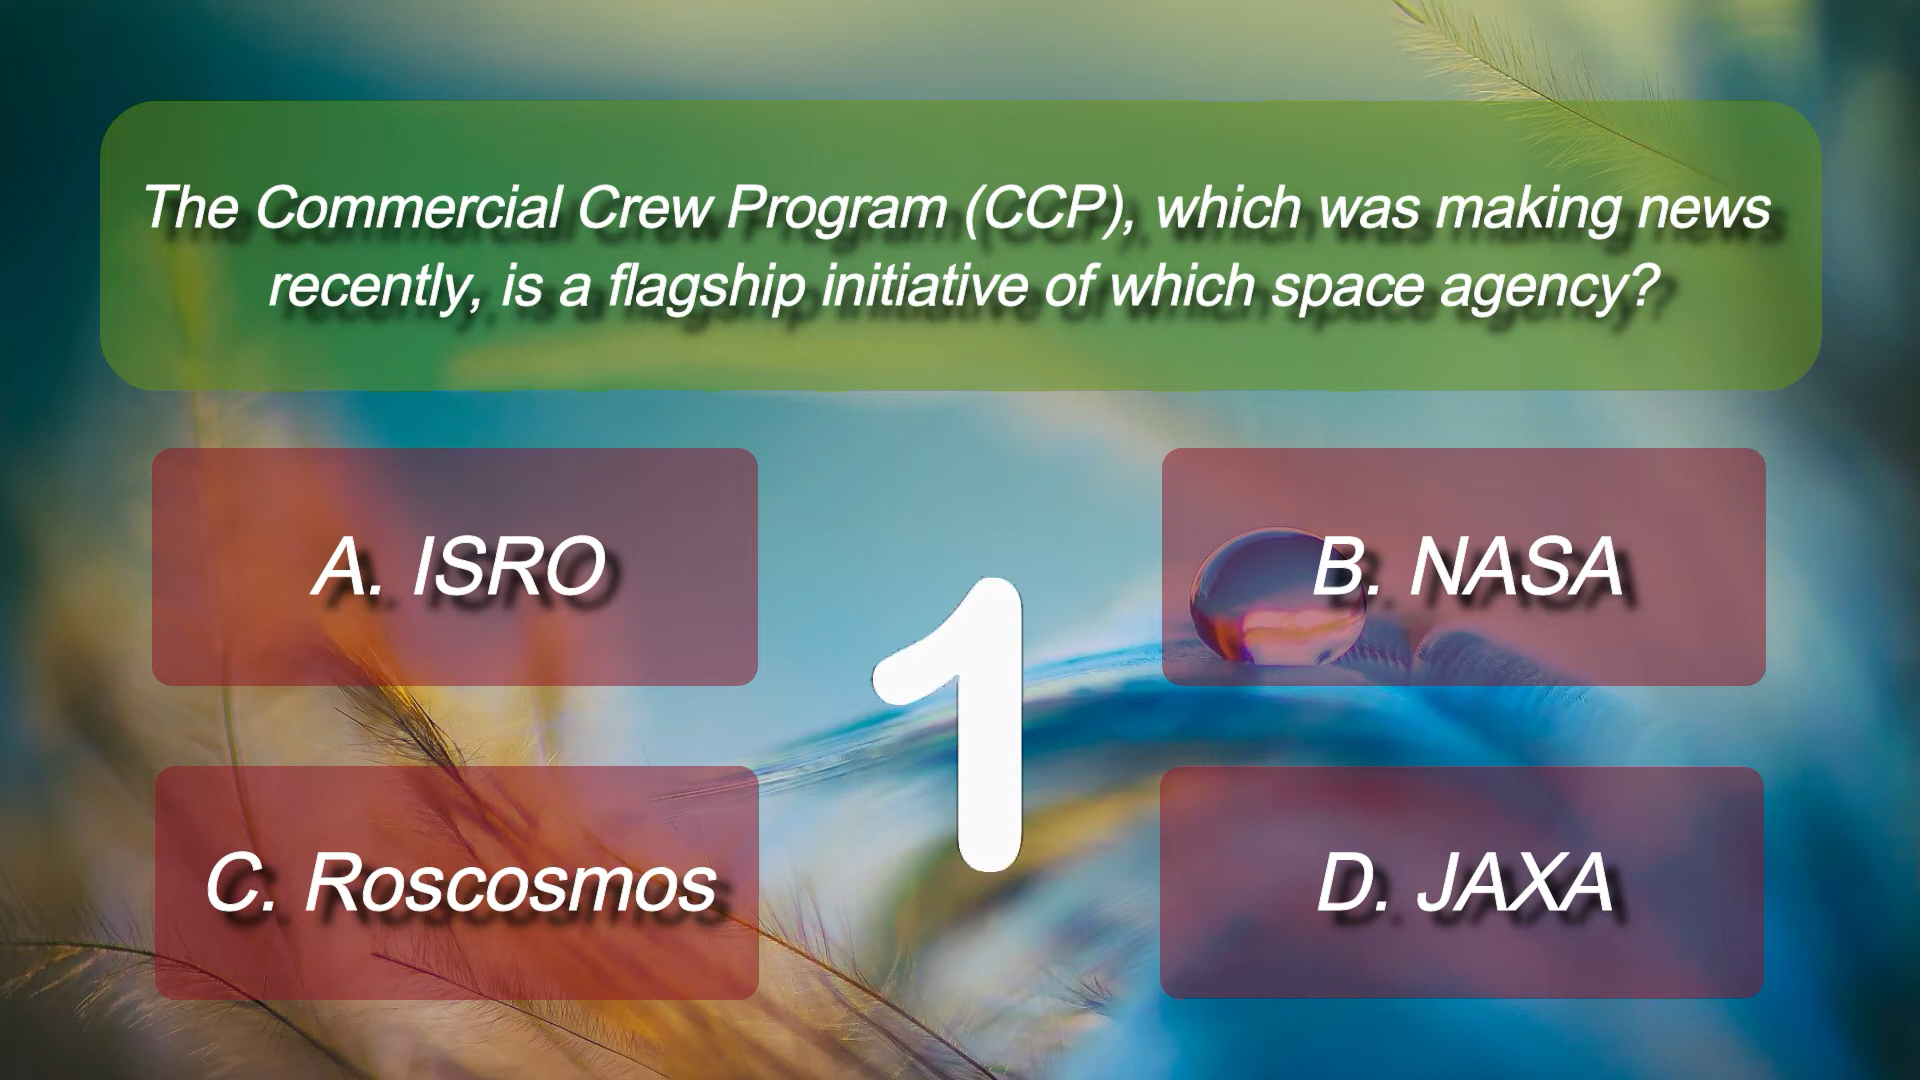 The Commercial Crew Program (CCP), which was making news
recently, is a flagship initiative of which space agency?
A. ISRO
B. NASA
1
C. Roscosmos
D. JAXA